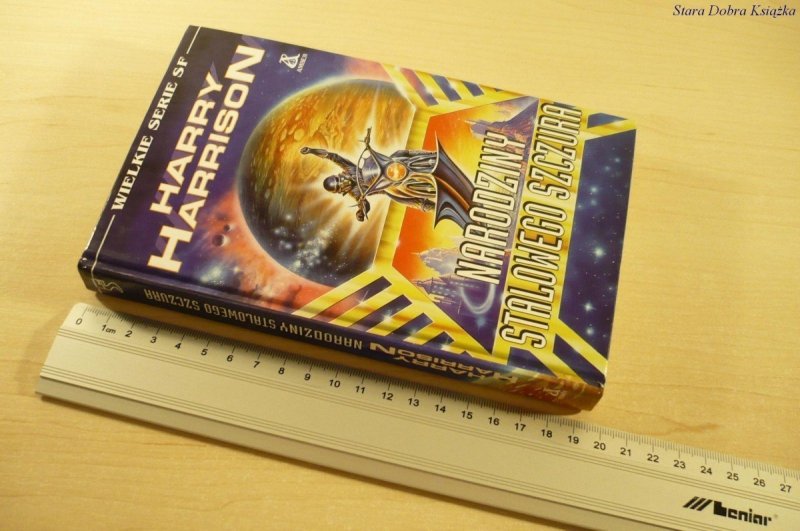 Stara Dobra Książka
WIELKIE SERIE SF
HARRY
HARRISON
AMBER
NARODZINY
STALOWEGO SZCZURA
NARODZINY STALOWEGO SZCZURA
HARRY
HARRISON
0 1cm 2 3 4 5 6 7 8 9 10 11 12 13 14 15 16 17 18 19 20 21 22 23 24 25 26 27
leniar